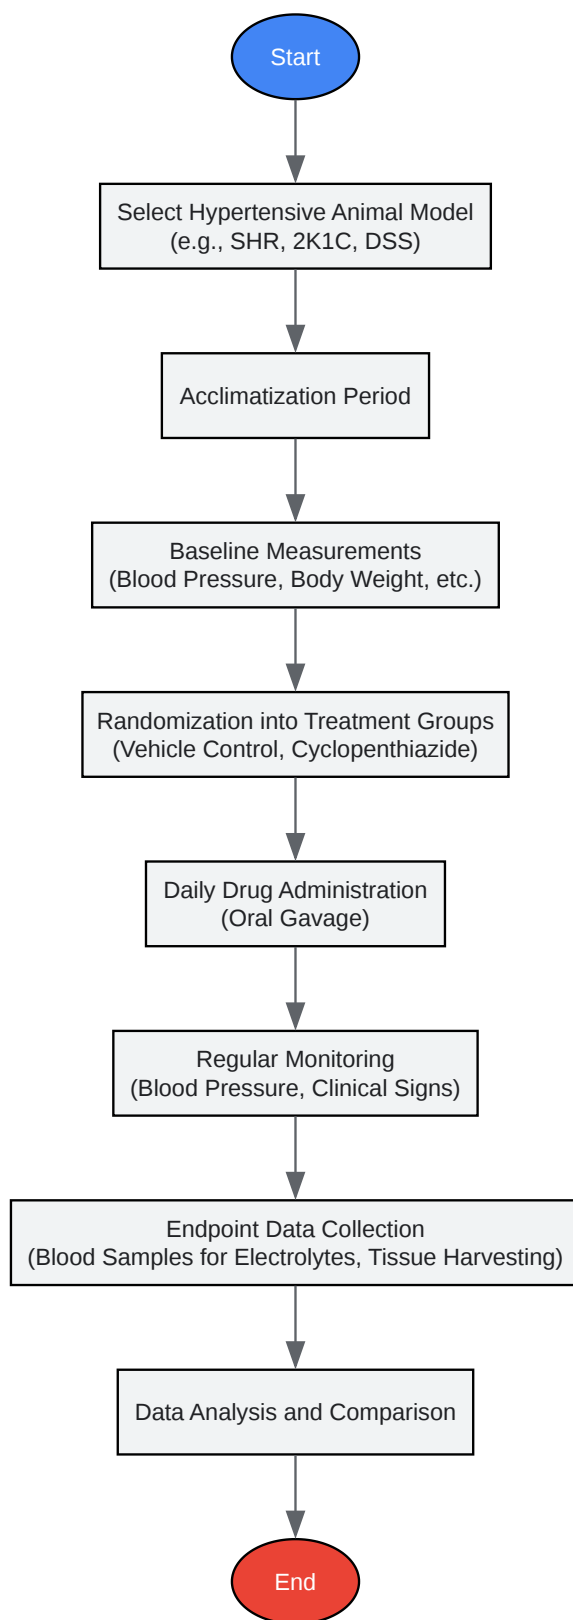 Start
Select Hypertensive Animal Model
(e.g., SHR, 2K1C, DSS)
Acclimatization Period
Baseline Measurements
(Blood Pressure, Body Weight, etc.)
Randomization into Treatment Groups
(Vehicle Control, Cyclopenthiazide)
Daily Drug Administration
(Oral Gavage)
Regular Monitoring
(Blood Pressure, Clinical Signs)
Endpoint Data Collection
(Blood Samples for Electrolytes, Tissue Harvesting)
Data Analysis and Comparison
End